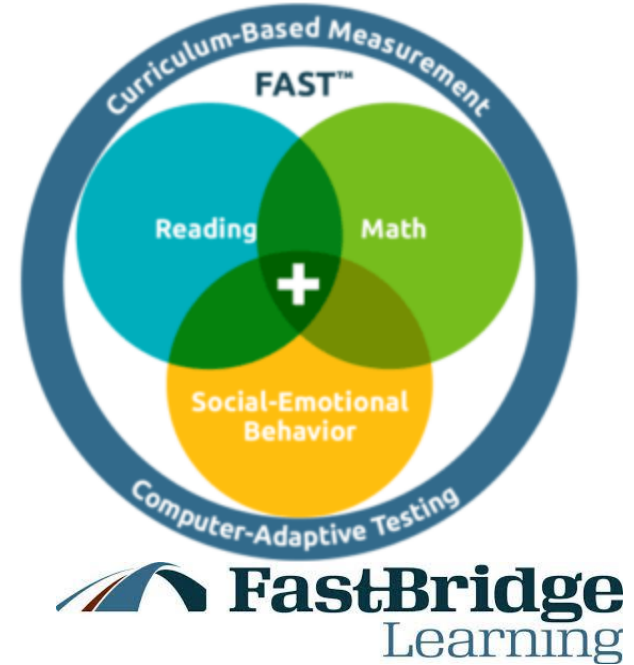 Curriculum-Based Measurement
FAST™
Reading
Math
+
Social-Emotional
Behavior
Computer-Adaptive Testing
FastBridge
Learning